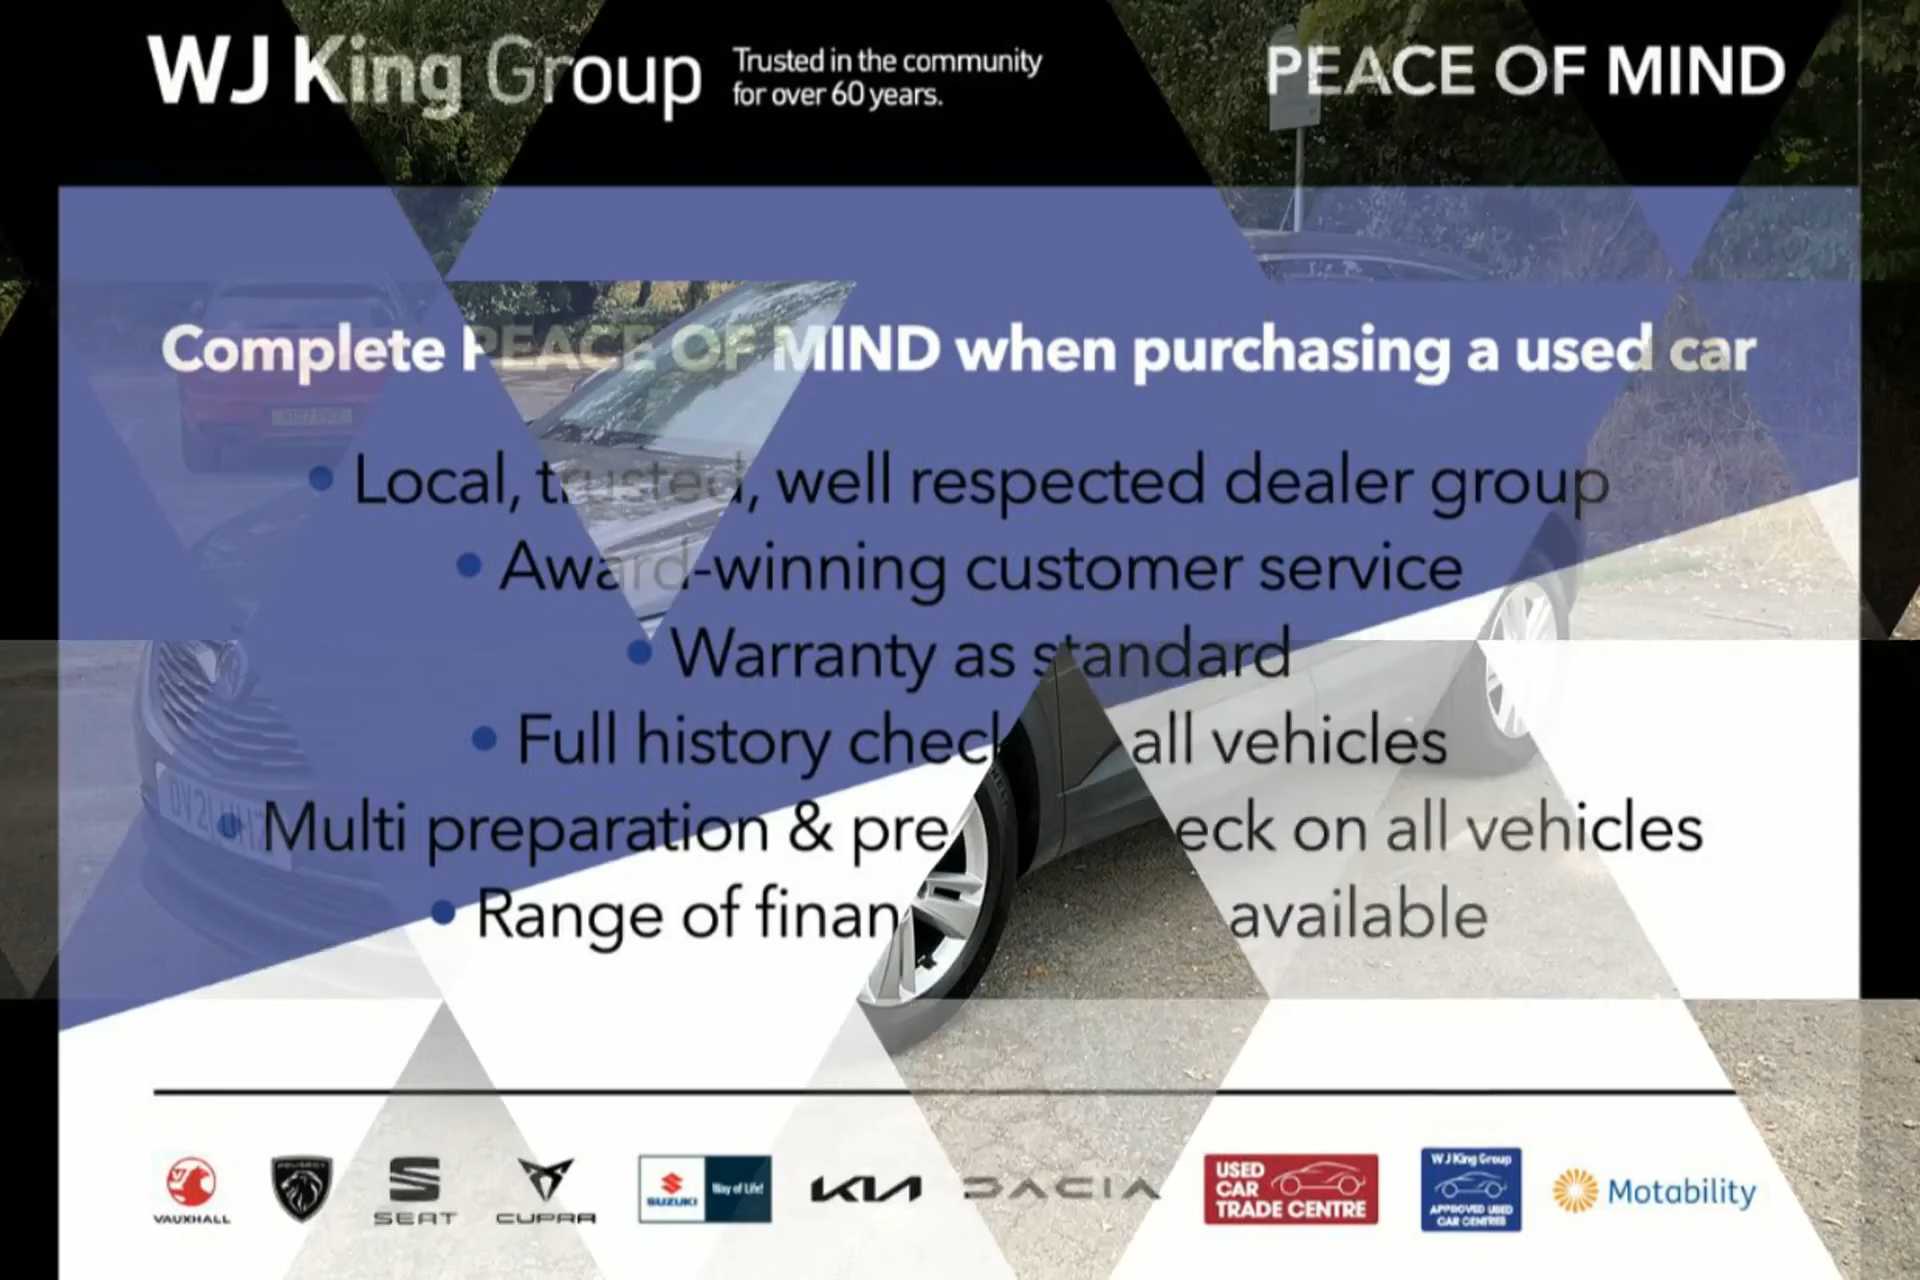 WJ King Group
Trusted in the community
for over 60 years.
PEACE OF MIND
Complete PEACE OF MIND when purchasing a used car
• Local, trusted, well respected dealer group
• Award-winning customer service
• Warranty as standard
• Full history check all vehicles
• Multi preparation & pre eck on all vehicles
• Range of finan available
VAUXHALL
PEUGEOT
SEAT
CUPRA
SUZUKI
Way of Life!
KIA
DACIA
USED
CAR
TRADE CENTRE
WJ King Group
APPROVED USED
CAR CENTRES
Motability